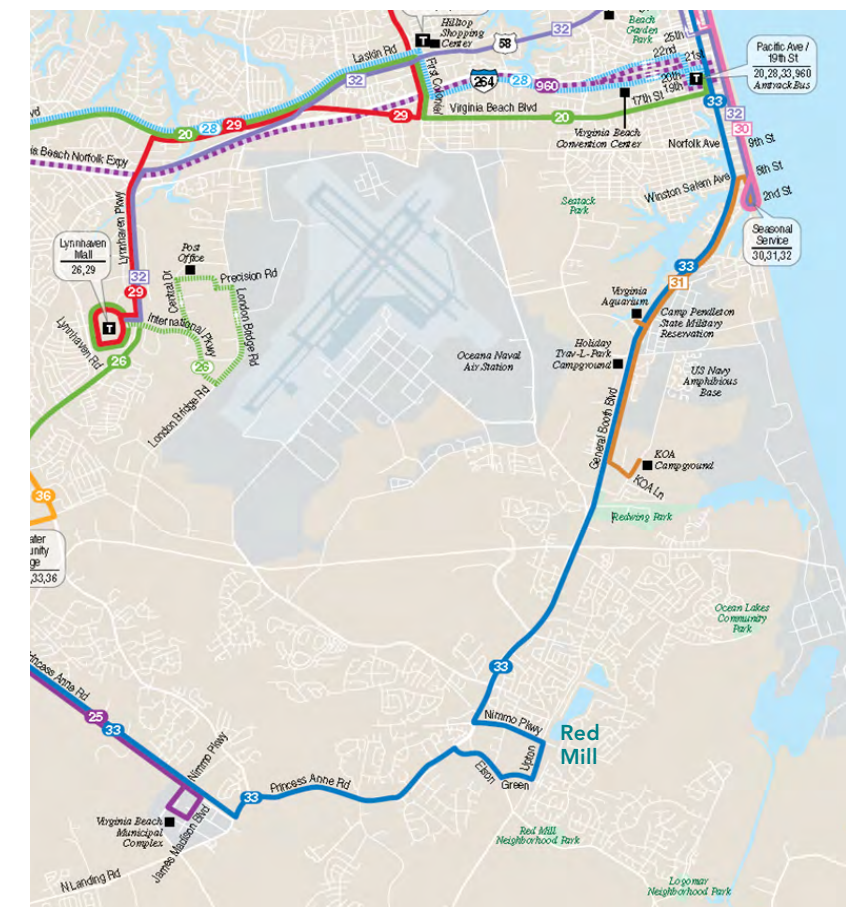 Hilltop
Shopping
Center
T
32
58
Beach
Garden
Park
25th
22nd
21st
20th
19th
17th St
Pacific Ave /
19th St
20,28,33,960
Amtrack Bus
T
Laskin Rd
32
First Colonial
264
28
960
29
Virginia Beach Blvd
20
Virginia Beach
Convention Center
33
32
30
Norfolk Ave
9th St
5th St
2nd St
Winston Salem Ave
20
28
29
Lynnhaven Pkwy
Seatack
Park
Seasonal
Service
30,31,32
Lynnhaven
Mall
26,29
Post
Office
Precision Rd
Central Dr
London Bridge Rd
32
29
T
International Pkwy
Lynnhaven Rd
26
26
London Bridge Rd
33
31
Virginia
Aquarium
Camp Pendleton
State Military
Reservation
Oceana Naval
Air Station
Holiday
Trav-L-Park
Campground
US Navy
Amphibious
Base
General Booth Blvd
KOA
Campground
KOA Ln
36
Redwing Park
,33,36
Ocean Lakes
Community
Park
33
Nimmo Pkwy
Red
Mill
Upton
Elson
Green
25
33
Nimmo Pkwy
33
Princess Anne Rd
Virginia Beach
Municipal
Complex
James Madison Blvd
N Landing Rd
Red Mill
Neighborhood Park
Logomar
Neighborhood Park